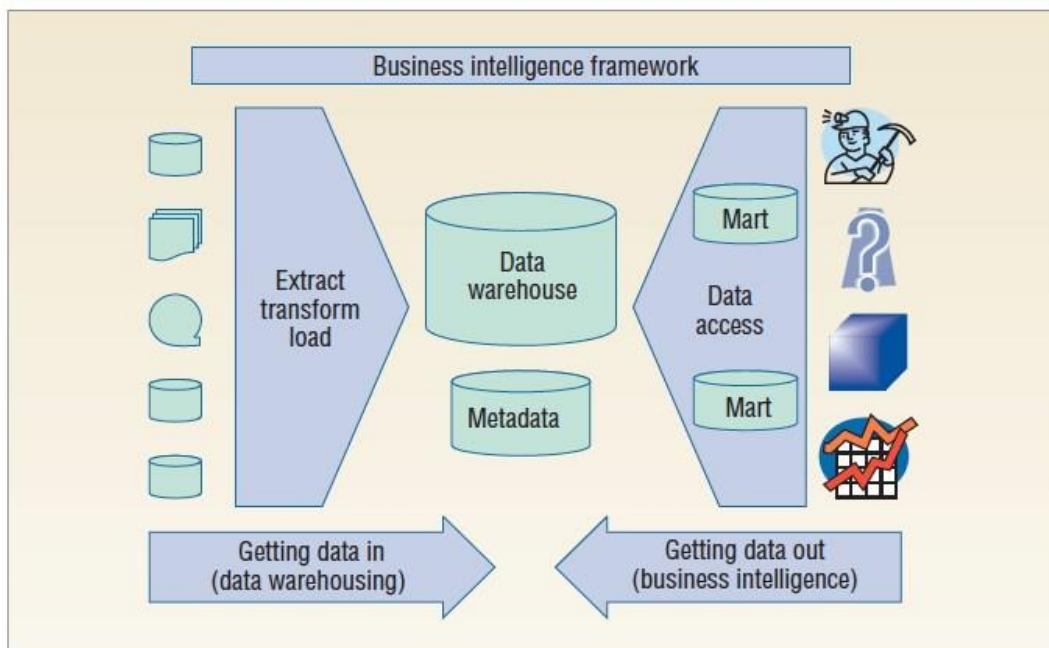 Business intelligence framework
Extract
transform
load
Data
warehouse
Metadata
Mart
Data
access
Mart
Getting data in
(data warehousing)
Getting data out
(business intelligence)